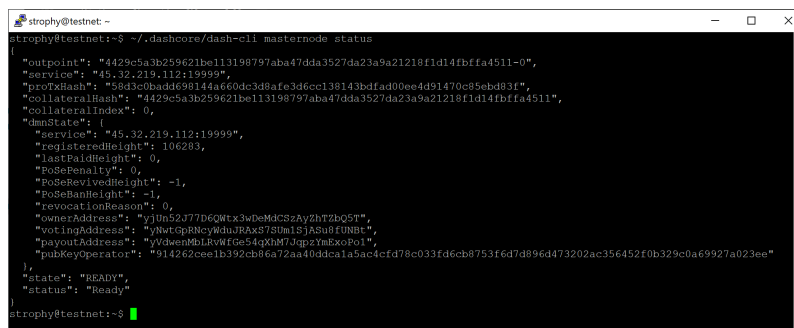 strophy@testnet: ~
strophy@testnet:~$ ~/.dashcore/dash-cli masternode status
{
  "outpoint": "4429c5a3b259621be113198797aba47dda3527da23a9a21218f1d14fbffa4511-0",
  "service": "45.32.219.112:19999",
  "proTxHash": "58d3c0badd698144a660dc3d8afe3d6cc138143bdfad00ee4d91470c85ebd83f",
  "collateralHash": "4429c5a3b259621be113198797aba47dda3527da23a9a21218f1d14fbffa4511",
  "collateralIndex": 0,
  "dmnState": {
    "service": "45.32.219.112:19999",
    "registeredHeight": 106283,
    "lastPaidHeight": 0,
    "PoSePenalty": 0,
    "PoSeRevivedHeight": -1,
    "PoSeBanHeight": -1,
    "revocationReason": 0,
    "ownerAddress": "yjUn52J77D6QWtx3wDeMdCSzAyZhTZbQ5T",
    "votingAddress": "yNwtGpRNcyWduJRAxS7SUm1SjASu8fUNBt",
    "payoutAddress": "yVdwenMbLRvWfGe54qXhM7JqpzYmExoPo1",
    "pubKeyOperator": "914262cee1b392cb86a72aa40ddca1a5ac4cfd78c033fd6cb8753f6d7d896d473202ac356452f0b329c0a69927a023ee"
  },
  "state": "READY",
  "status": "Ready"
}
strophy@testnet:~$